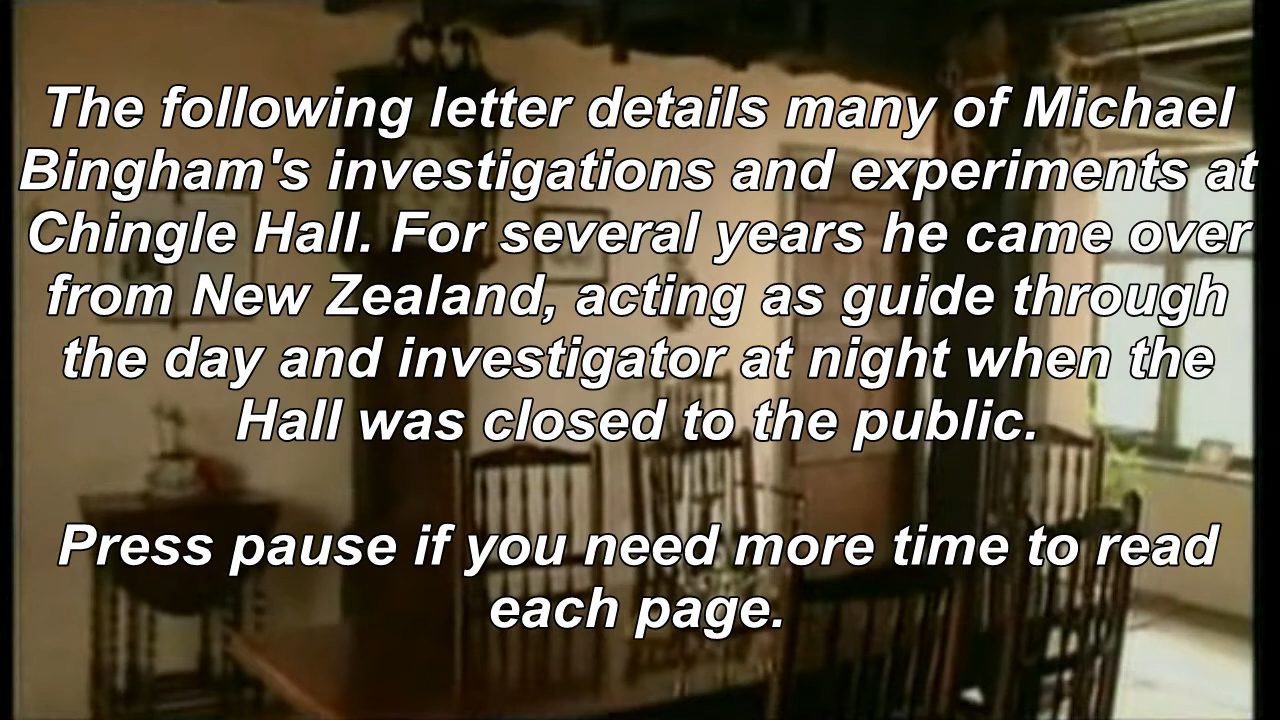 The following letter details many of Michael
Bingham's investigations and experiments at
Chingle Hall. For several years he came over
from New Zealand, acting as guide through
the day and investigator at night when the
Hall was closed to the public.
Press pause if you need more time to read
each page.